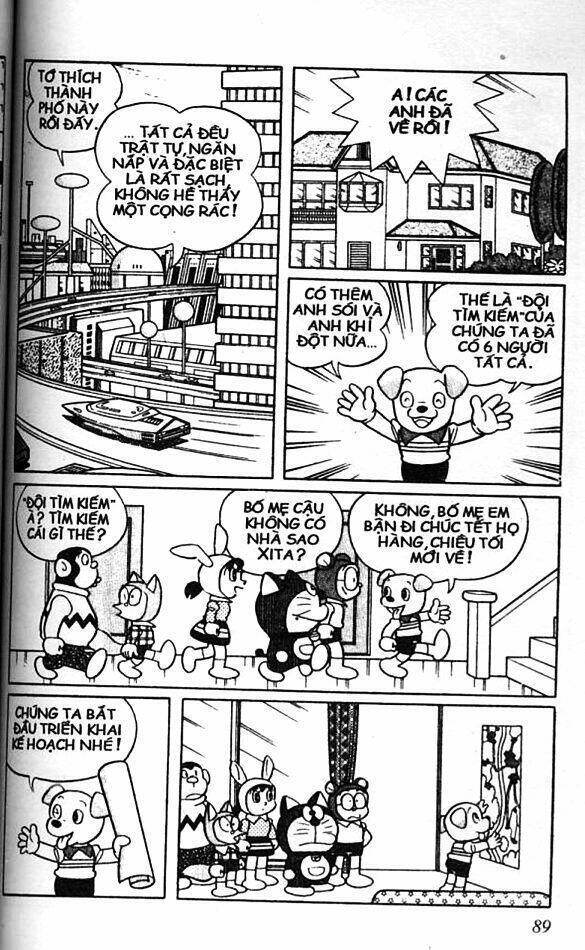 TỚ THÍCH
THÀNH
PHỐ NÀY
RỒI ĐẤY.
... TẤT CẢ ĐỀU
TRẬT TỰ, NGĂN
NẮP VÀ ĐẶC BIỆT
LÀ RẤT SẠCH,
KHÔNG HỀ THẤY
MỘT CỌNG RÁC!
A! CÁC
ANH ĐÃ
VỀ RỒI!
CÓ THÊM
ANH SÓI VÀ
ANH KHỈ
ĐỘT NỮA...
THẾ LÀ "ĐỘI
TÌM KIẾM" CỦA
CHÚNG TA ĐÃ
CÓ 6 NGƯỜI
TẤT CẢ.
"ĐỘI TÌM KIẾM"
À? TÌM KIẾM
CÁI GÌ THẾ?
BỐ MẸ CẬU
KHÔNG CÓ
NHÀ SAO
XITA?
KHÔNG, BỐ MẸ EM
BẬN ĐI CHÚC TẾT HỌ
HÀNG, CHIỀU TỐI
MỚI VỀ!
CHÚNG TA BẮT
ĐẦU TRIỂN KHAI
KẾ HOẠCH NHÉ!
89